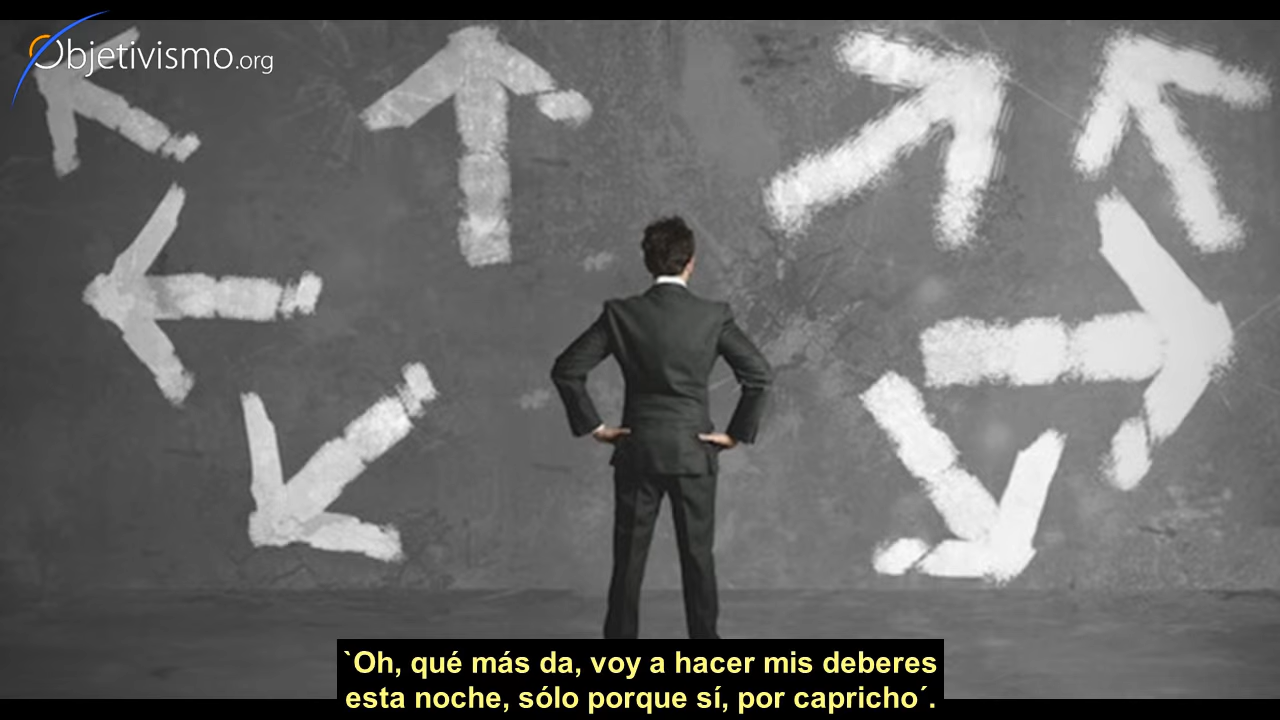 Objetivismo.org
`Oh, qué más da, voy a hacer mis deberes
esta noche, sólo porque sí, por capricho´.